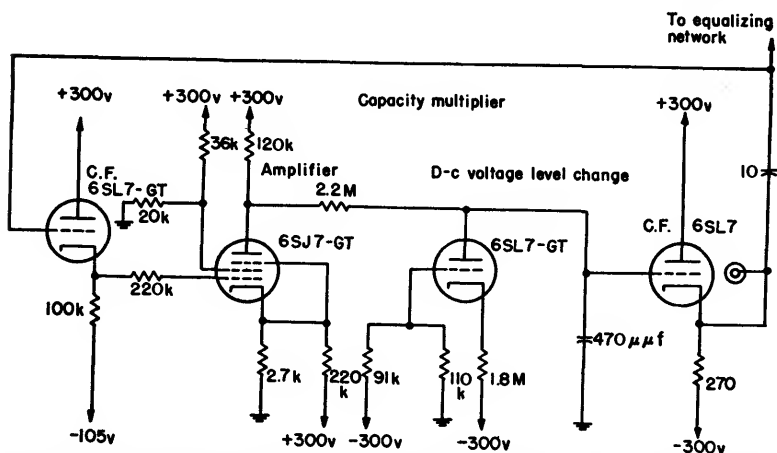 To equalizing
network
+300v
+300v +300v
Capacity multiplier
+300v
36k
120k
C.F.
6SL7-GT
Amplifier
D-c voltage level change
10
2.2M
C.F. 6SL7
20k
6SJ7-GT
6SL7-GT
220k
100k
470μμf
2.7k
220
k
91k
110
k
1.8M
270
-105v
+300v
-300v
-300v
-300v